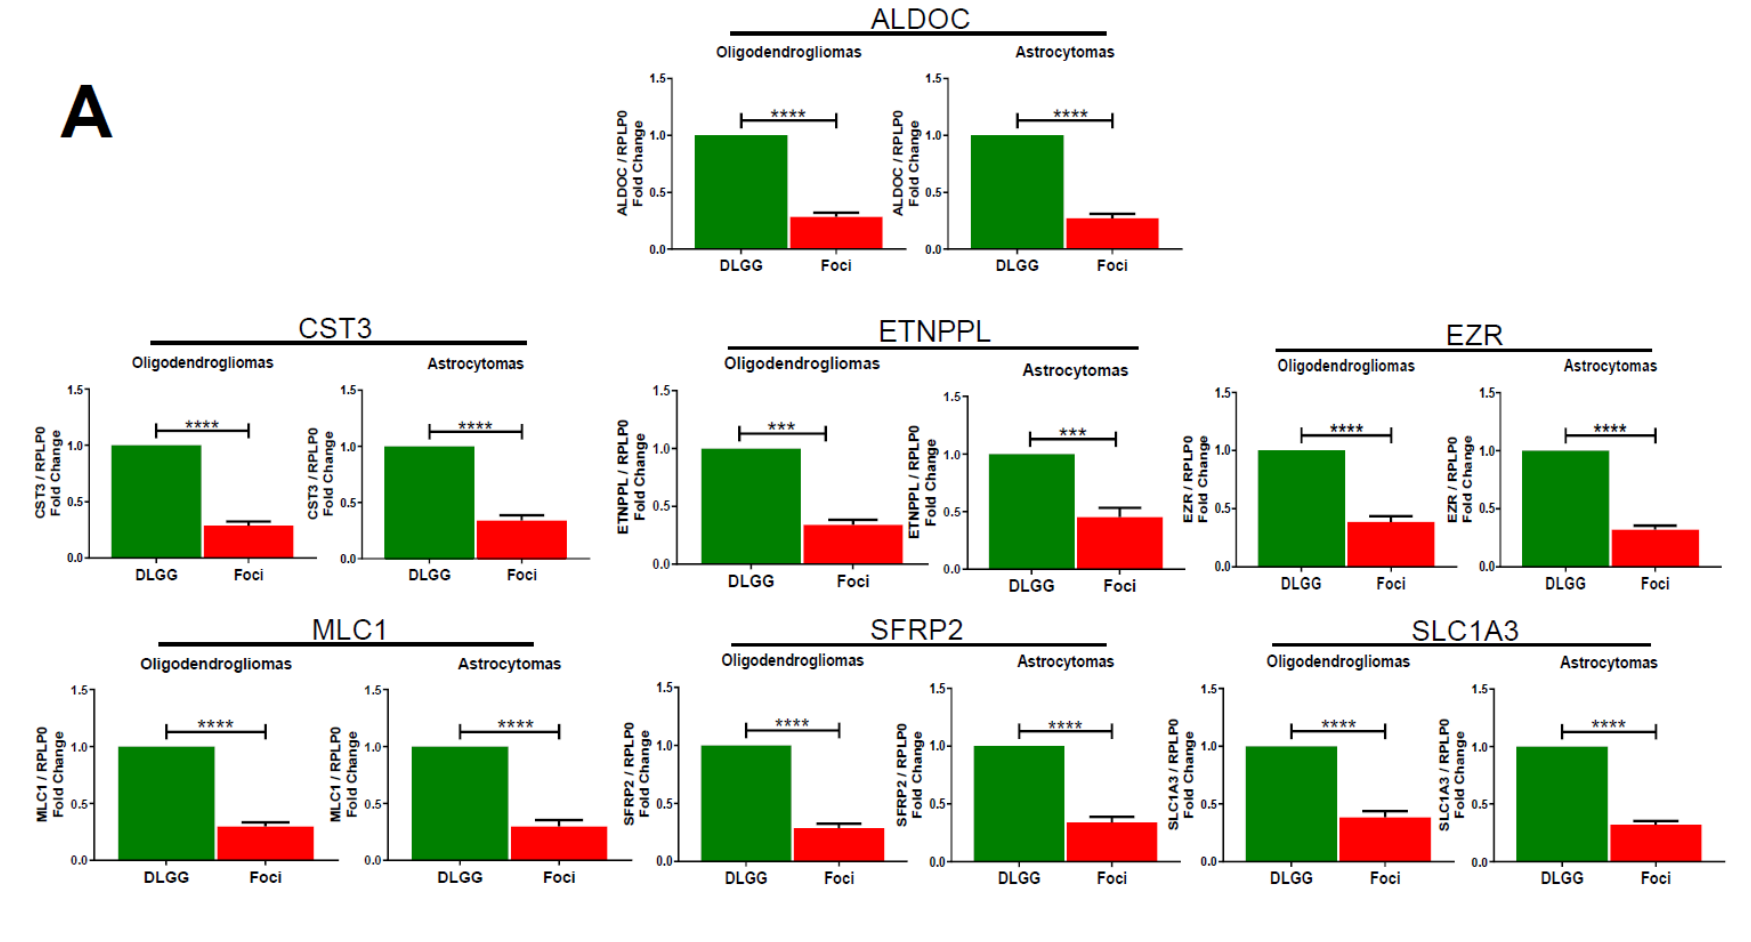 A
ALDOC
Oligodendrogliomas
Astrocytomas
ALDOC / RPLP0
Fold Change
1.5
1.0
0.5
0.0
****
DLGG
Foci
ALDOC / RPLP0
Fold Change
1.5
1.0
0.5
0.0
****
DLGG
Foci
CST3
Oligodendrogliomas
Astrocytomas
CST3 / RPLP0
Fold Change
1.5
1.0
0.5
0.0
****
DLGG
Foci
CST3 / RPLP0
Fold Change
1.5
1.0
0.5
0.0
****
DLGG
Foci
ETNPPL
Oligodendrogliomas
Astrocytomas
ETNPPL / RPLP0
Fold Change
1.5
1.0
0.5
0.0
***
DLGG
Foci
ETNPPL / RPLP0
Fold Change
1.5
1.0
0.5
0.0
***
DLGG
Foci
EZR
Oligodendrogliomas
Astrocytomas
EZR / RPLP0
Fold Change
1.5
1.0
0.5
0.0
****
DLGG
Foci
EZR / RPLP0
Fold Change
1.5
1.0
0.5
0.0
****
DLGG
Foci
MLC1
Oligodendrogliomas
Astrocytomas
MLC1 / RPLP0
Fold Change
1.5
1.0
0.5
0.0
****
DLGG
Foci
MLC1 / RPLP0
Fold Change
1.5
1.0
0.5
0.0
****
DLGG
Foci
SFRP2
Oligodendrogliomas
Astrocytomas
SFRP2 / RPLP0
Fold Change
1.5
1.0
0.5
0.0
****
DLGG
Foci
SFRP2 / RPLP0
Fold Change
1.5
1.0
0.5
0.0
****
DLGG
Foci
SLC1A3
Oligodendrogliomas
Astrocytomas
SLC1A3 / RPLP0
Fold Change
1.5
1.0
0.5
0.0
****
DLGG
Foci
SLC1A3 / RPLP0
Fold Change
1.5
1.0
0.5
0.0
****
DLGG
Foci